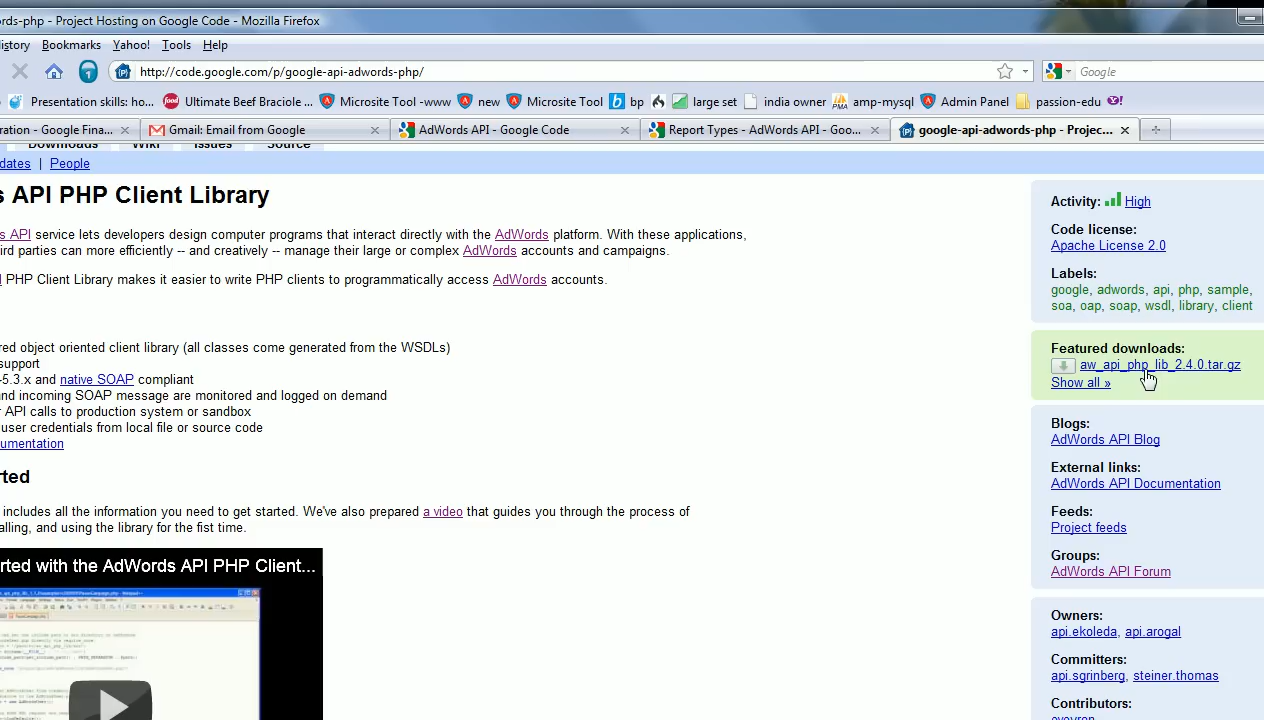 ds-php - Project Hosting on Google Code - Mozilla Firefox
istory Bookmarks Yahoo! Tools Help
http://code.google.com/p/google-api-adwords-php/
Google
Presentation skills: ho... Ultimate Beef Braciole ... Microsite Tool -www new Microsite Tool bp large set india owner amp-mysql Admin Panel passion-edu
ration - Google Fina... Gmail: Email from Google AdWords API - Google Code Report Types - AdWords API - Goo... google-api-adwords-php - Projec...
Downloads Wiki Issues Source
dates | People
s API PHP Client Library
s API service lets developers design computer programs that interact directly with the AdWords platform. With these applications,
ird parties can more efficiently -- and creatively -- manage their large or complex AdWords accounts and campaigns.
PHP Client Library makes it easier to write PHP clients to programmatically access AdWords accounts.
red object oriented client library (all classes come generated from the WSDLs)
support
-5.3.x and native SOAP compliant
and incoming SOAP message are monitored and logged on demand
r API calls to production system or sandbox
user credentials from local file or source code
umentation
rted
includes all the information you need to get started. We've also prepared a video that guides you through the process of
alling, and using the library for the fist time.
rted with the AdWords API PHP Client...
Activity: High
Code license:
Apache License 2.0
Labels:
google, adwords, api, php, sample,
soa, oap, soap, wsdl, library, client
Featured downloads:
aw_api_php_lib_2.4.0.tar.gz
Show all »
Blogs:
AdWords API Blog
External links:
AdWords API Documentation
Feeds:
Project feeds
Groups:
AdWords API Forum
Owners:
api.ekoleda, api.arogal
Committers:
api.sgrinberg, steiner.thomas
Contributors: